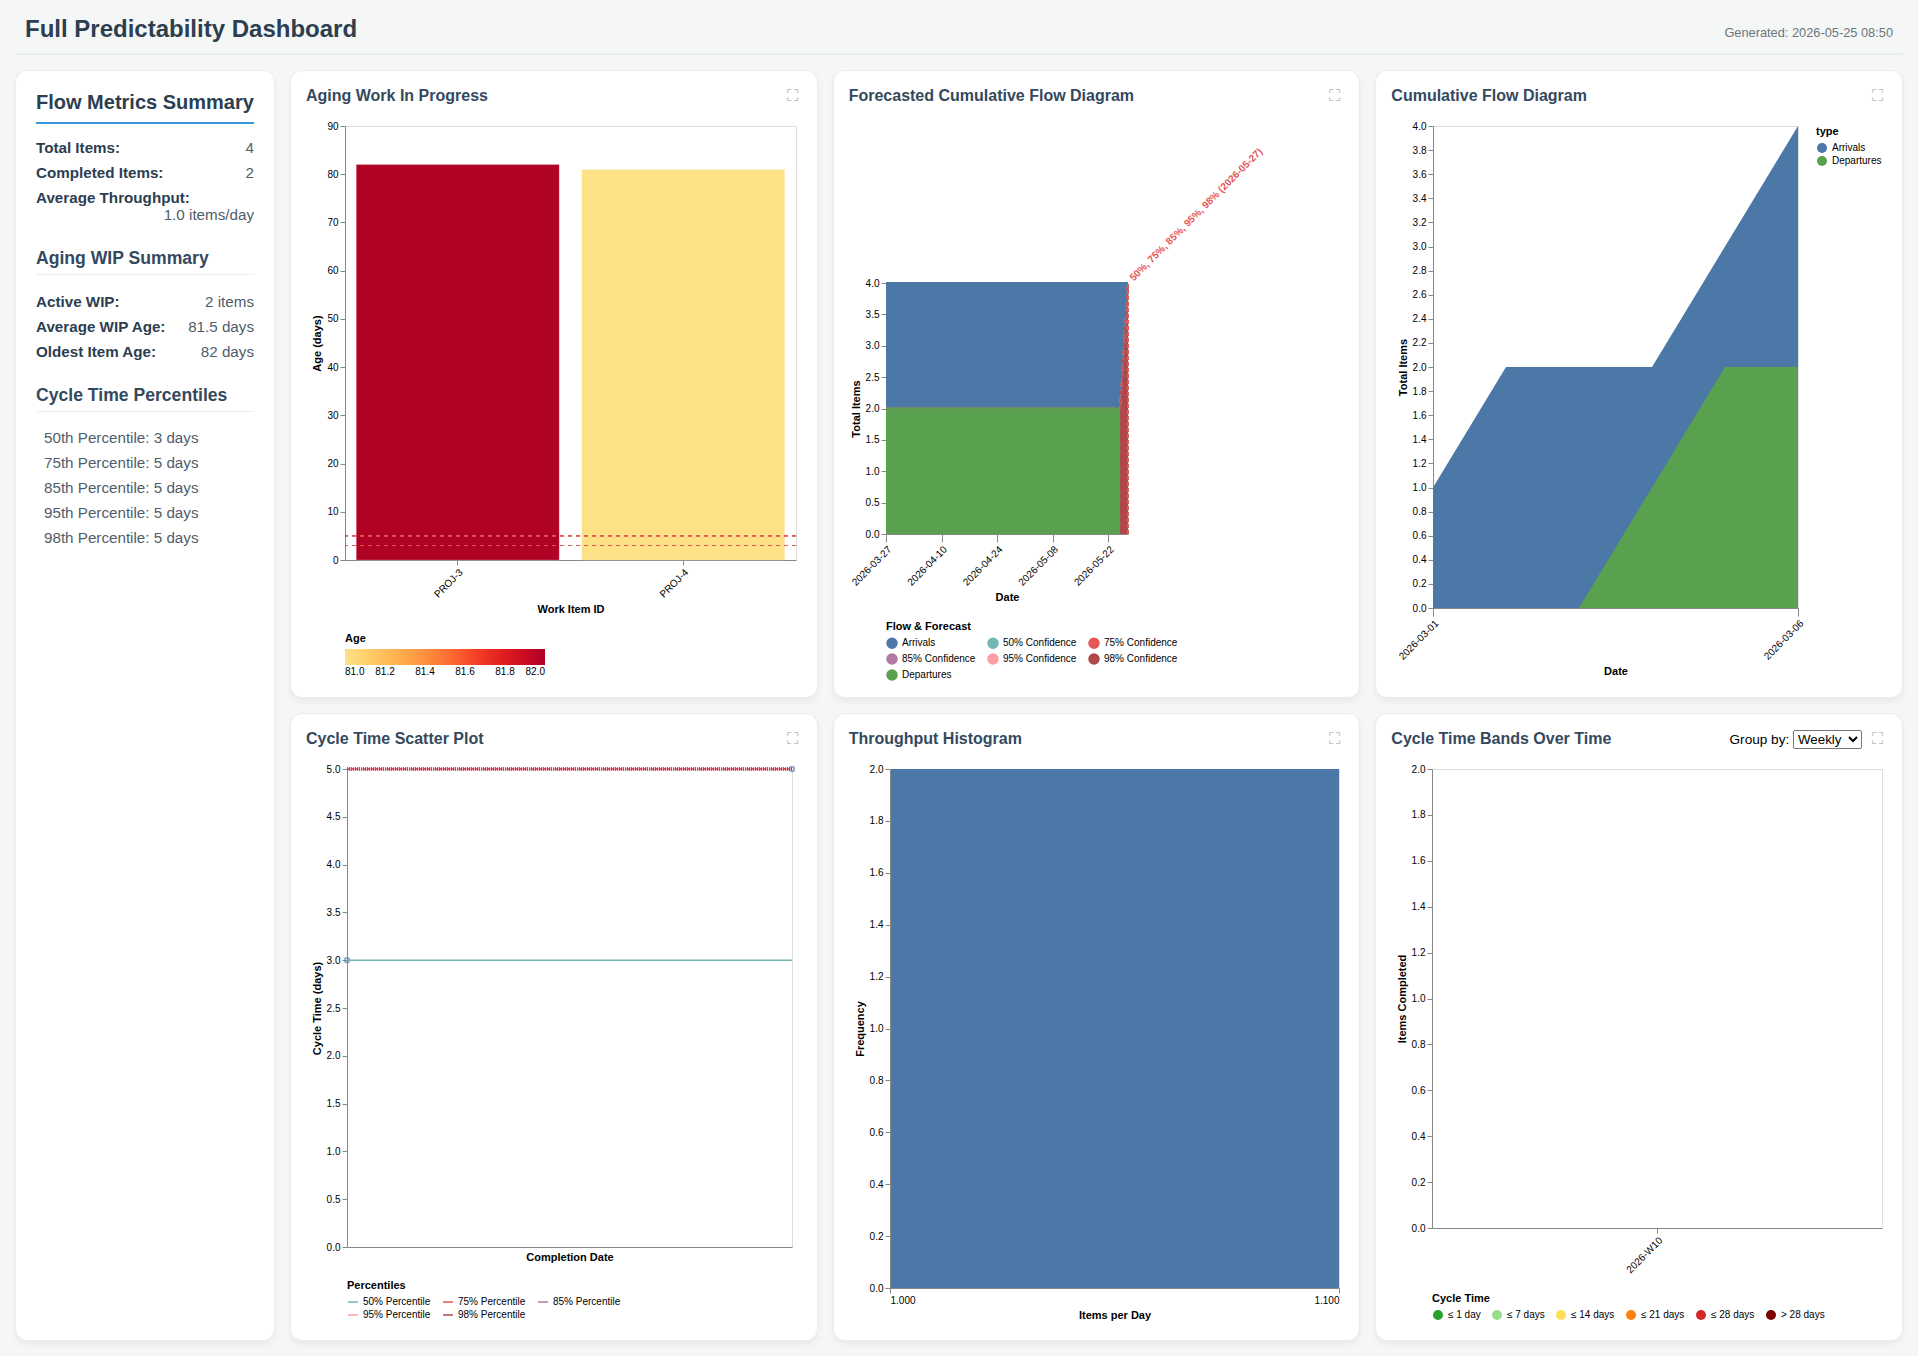 Full Predictability Dashboard
Generated: 2026-05-25 08:50
Flow Metrics Summary
Total Items: 4
Completed Items: 2
Average Throughput:
1.0 items/day
Aging WIP Summary
Active WIP: 2 items
Average WIP Age: 81.5 days
Oldest Item Age: 82 days
Cycle Time Percentiles
50th Percentile: 3 days
75th Percentile: 5 days
85th Percentile: 5 days
95th Percentile: 5 days
98th Percentile: 5 days
Aging Work In Progress
90
80
70
60
50
40
30
20
10
0
Age (days)
PROJ-3
PROJ-4
Work Item ID
Age
81.0 81.2 81.4 81.6 81.8 82.0
Forecasted Cumulative Flow Diagram
50%, 75%, 85%, 95%, 98% (2026-05-27)
4.0
3.5
3.0
2.5
2.0
1.5
1.0
0.5
0.0
Total Items
2026-03-27
2026-04-10
2026-04-24
2026-05-08
2026-05-22
Date
Flow & Forecast
Arrivals 50% Confidence 75% Confidence
85% Confidence 95% Confidence 98% Confidence
Departures
Cumulative Flow Diagram
4.0
3.8
3.6
3.4
3.2
3.0
2.8
2.6
2.4
2.2
2.0
1.8
1.6
1.4
1.2
1.0
0.8
0.6
0.4
0.2
0.0
Total Items
2026-03-01
2026-03-06
Date
type
Arrivals
Departures
Cycle Time Scatter Plot
5.0
4.5
4.0
3.5
3.0
2.5
2.0
1.5
1.0
0.5
0.0
Cycle Time (days)
Completion Date
Percentiles
50% Percentile 75% Percentile 85% Percentile
95% Percentile 98% Percentile
Throughput Histogram
2.0
1.8
1.6
1.4
1.2
1.0
0.8
0.6
0.4
0.2
0.0
Frequency
1.000 1.100
Items per Day
Cycle Time Bands Over Time
Group by: Weekly
2.0
1.8
1.6
1.4
1.2
1.0
0.8
0.6
0.4
0.2
0.0
Items Completed
2026-W10
Cycle Time
≤ 1 day ≤ 7 days ≤ 14 days ≤ 21 days ≤ 28 days > 28 days